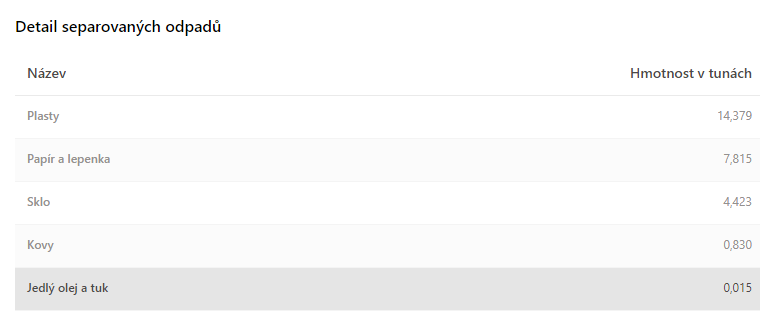 Detail separovaných odpadů
Název Hmotnost v tunách
Plasty 14,379
Papír a lepenka 7,815
Sklo 4,423
Kovy 0,830
Jedlý olej a tuk 0,015